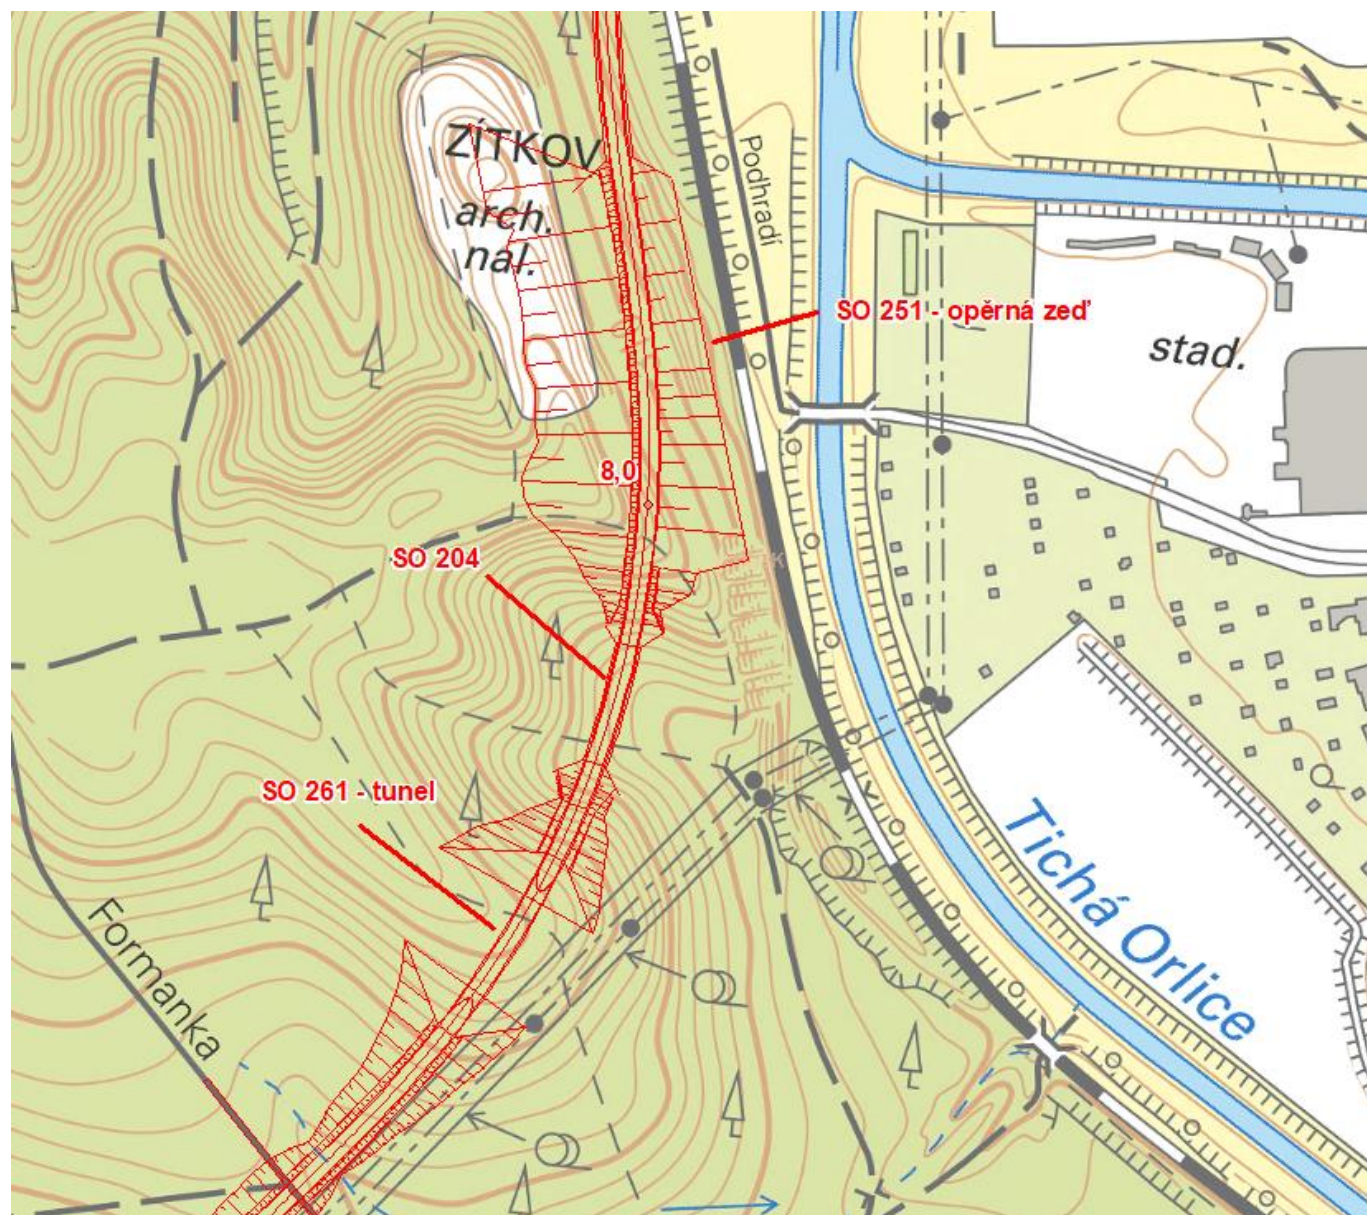 ZÍTKOV
arch.
nal.
Podhradí
SO 251 - opěrná zeď
stad.
8,0
SO 204
K
SO 261 - tunel
Tichá Orlice
Formanka